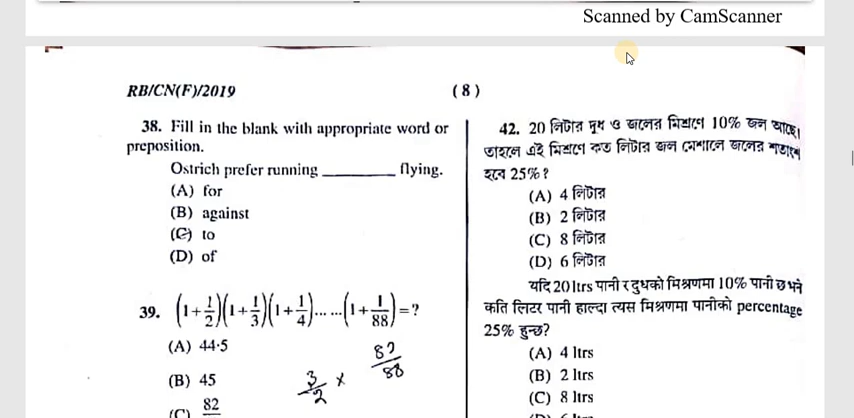 Scanned by CamScanner
RB/CN(F)/2019
( 8 )
38. Fill in the blank with appropriate word or
preposition.
Ostrich prefer running ________ flying.
(A) for
(B) against
(C) to
(D) of
39. (1+1/2)(1+1/3)(1+1/4)......(1+1/88)=?
(A) 44·5
(B) 45
(C) 82
3/2 ×
42. 20 লিটার দুধ ও জলের মিশ্রণে 10% জল আছে।
তাহলে এই মিশ্রণে কত লিটার জল মেশালে জলের শতাংশ
হবে 25% ?
(A) 4 লিটার
(B) 2 লিটার
(C) 8 লিটার
(D) 6 লিটার
यदि 20 ltrs पानी र दुधको मिश्रणमा 10% पानी छ भने
कति लिटर पानी हाल्दा त्यस मिश्रणमा पानीको percentage
25% हुन्छ?
(A) 4 ltrs
(B) 2 ltrs
(C) 8 ltrs